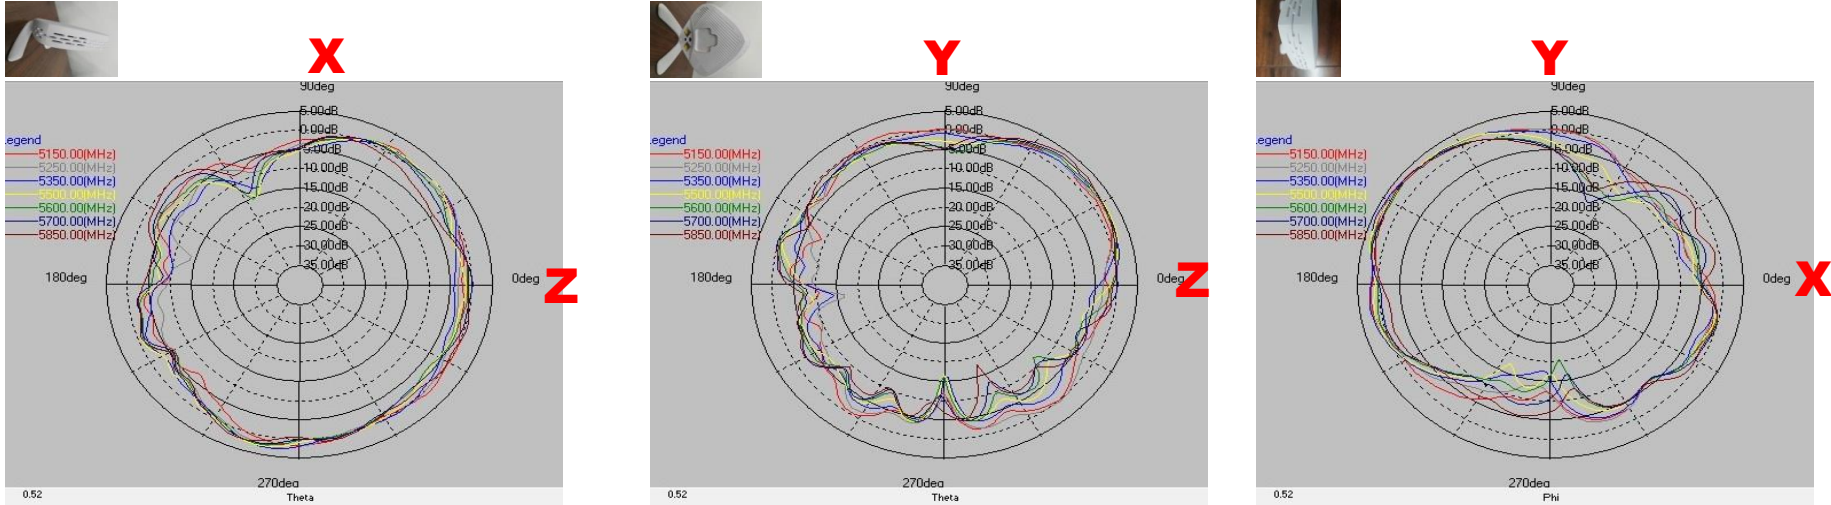 X
90deg
5.00dB
0.00dB
-5.00dB
-10.00dB
-15.00dB
-20.00dB
-25.00dB
-30.00dB
-35.00dB
Legend
5150.00(MHz)
5250.00(MHz)
5350.00(MHz)
5500.00(MHz)
5600.00(MHz)
5700.00(MHz)
5850.00(MHz)
180deg
0deg
Z
270deg
0.52
Theta
Y
90deg
5.00dB
0.00dB
-5.00dB
-10.00dB
-15.00dB
-20.00dB
-25.00dB
-30.00dB
-35.00dB
Legend
5150.00(MHz)
5250.00(MHz)
5350.00(MHz)
5500.00(MHz)
5600.00(MHz)
5700.00(MHz)
5850.00(MHz)
180deg
0deg
Z
270deg
0.52
Theta
Y
90deg
5.00dB
0.00dB
-5.00dB
-10.00dB
-15.00dB
-20.00dB
-25.00dB
-30.00dB
-35.00dB
Legend
5150.00(MHz)
5250.00(MHz)
5350.00(MHz)
5500.00(MHz)
5600.00(MHz)
5700.00(MHz)
5850.00(MHz)
180deg
0deg
X
270deg
0.52
Phi